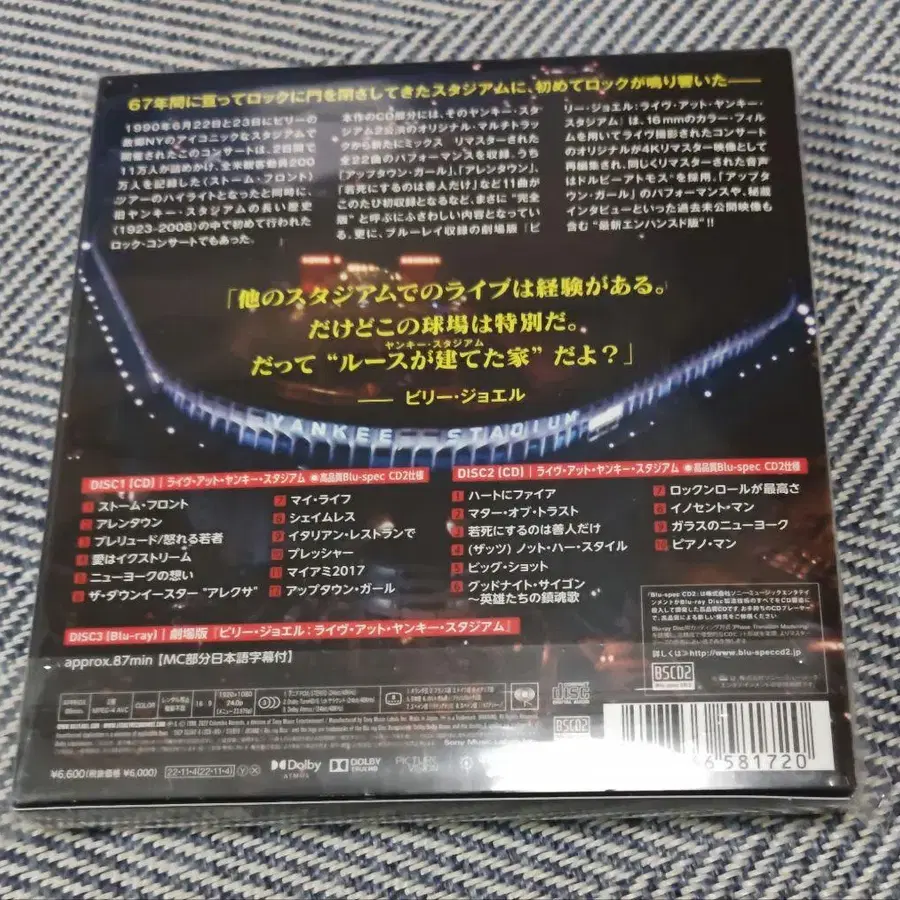 67年間に亘ってロックに門を閉ざしてきたスタジアムに、初めてロックが鳴り響いた──
1990年6月22日と23日にビリーの
故郷NYのアイコニックなスタジアムで
開催されたこのコンサートは、2日間で
11万人が詰めかけ、全米観客動員200
万人を記録した〈ストーム・フロント〉
ツアーのハイライトとなったと同時に、
旧ヤンキー・スタジアムの長い歴史
(1923-2008)の中で初めて行われた
ロック・コンサートでもあった。
本作のCD部分には、そのヤンキー・スタ
ジアム2公演のオリジナル・マルチトラッ
クから新たにミックス リマスターされた
全22曲のパフォーマンスを収録。うち
「アップタウン・ガール」、「アレンタウン」、
「若死にするのは善人だけ」など11曲が
このたび初収録となるなど、まさに“完全
版”と呼ぶにふさわしい内容となってい
る。更に、ブルーレイ収録の劇場版『ビ
リー・ジョエル:ライヴ・アット・ヤンキー・
スタジアム』は、16mmのカラー・フィル
ムを用いてライヴ撮影されたコンサート
のオリジナルが4Kリマスター映像として
再編集され、同じくリマスターされた音声
はドルビーアトモスを採用。「アップタ
ウン・ガール」のパフォーマンスや、秘蔵
インタビューといった過去未公開映像も
含む“最新エンハンスド版”!!
「他のスタジアムでのライブは経験がある。
だけどこの球場は特別だ。
ヤンキー・スタジアム
だって“ルースが建てた家”だよ?」
── ビリー・ジョエル
YANKEE STADIUM
DISC1 [CD] | ライヴ・アット・ヤンキー・スタジアム ◉高品質Blu-spec CD2仕様
1 ストーム・フロント
2 アレンタウン
3 プレリュード/怒れる若者
4 愛はイクストリーム
5 ニューヨークの想い
6 ザ・ダウンイースター“アレクサ”
7 マイ・ライフ
8 シェイムレス
9 イタリアン・レストランで
10 プレッシャー
11 マイアミ2017
12 アップタウン・ガール
DISC2 [CD] | ライヴ・アット・ヤンキー・スタジアム ◉高品質Blu-spec CD2仕様
1 ハートにファイア
2 マター・オブ・トラスト
3 若死にするのは善人だけ
4 (ザッツ) ノット・ハー・スタイル
5 ビッグ・ショット
6 グッドナイト・サイゴン
～英雄たちの鎮魂歌
7 ロックンロールが最高さ
8 イノセント・マン
9 ガラスのニューヨーク
10 ピアノ・マン
DISC3 [Blu-ray] | 劇場版『ビリー・ジョエル:ライヴ・アット・ヤンキー・スタジアム』
approx.87min [MC部分日本語字幕付]
詳しくは≫http://www.blu-speccd2.jp
BSCD2
MPEG-4 AVC
Color
16:9
1920×1080
24.0p
disc
BSCD2
¥6,600(税抜価格 ¥6,000)
22・11・4(22・11・4) Ⓨ Ⓧ
Dolby
ATMOS
DOLBY
TRUEHD
6581720